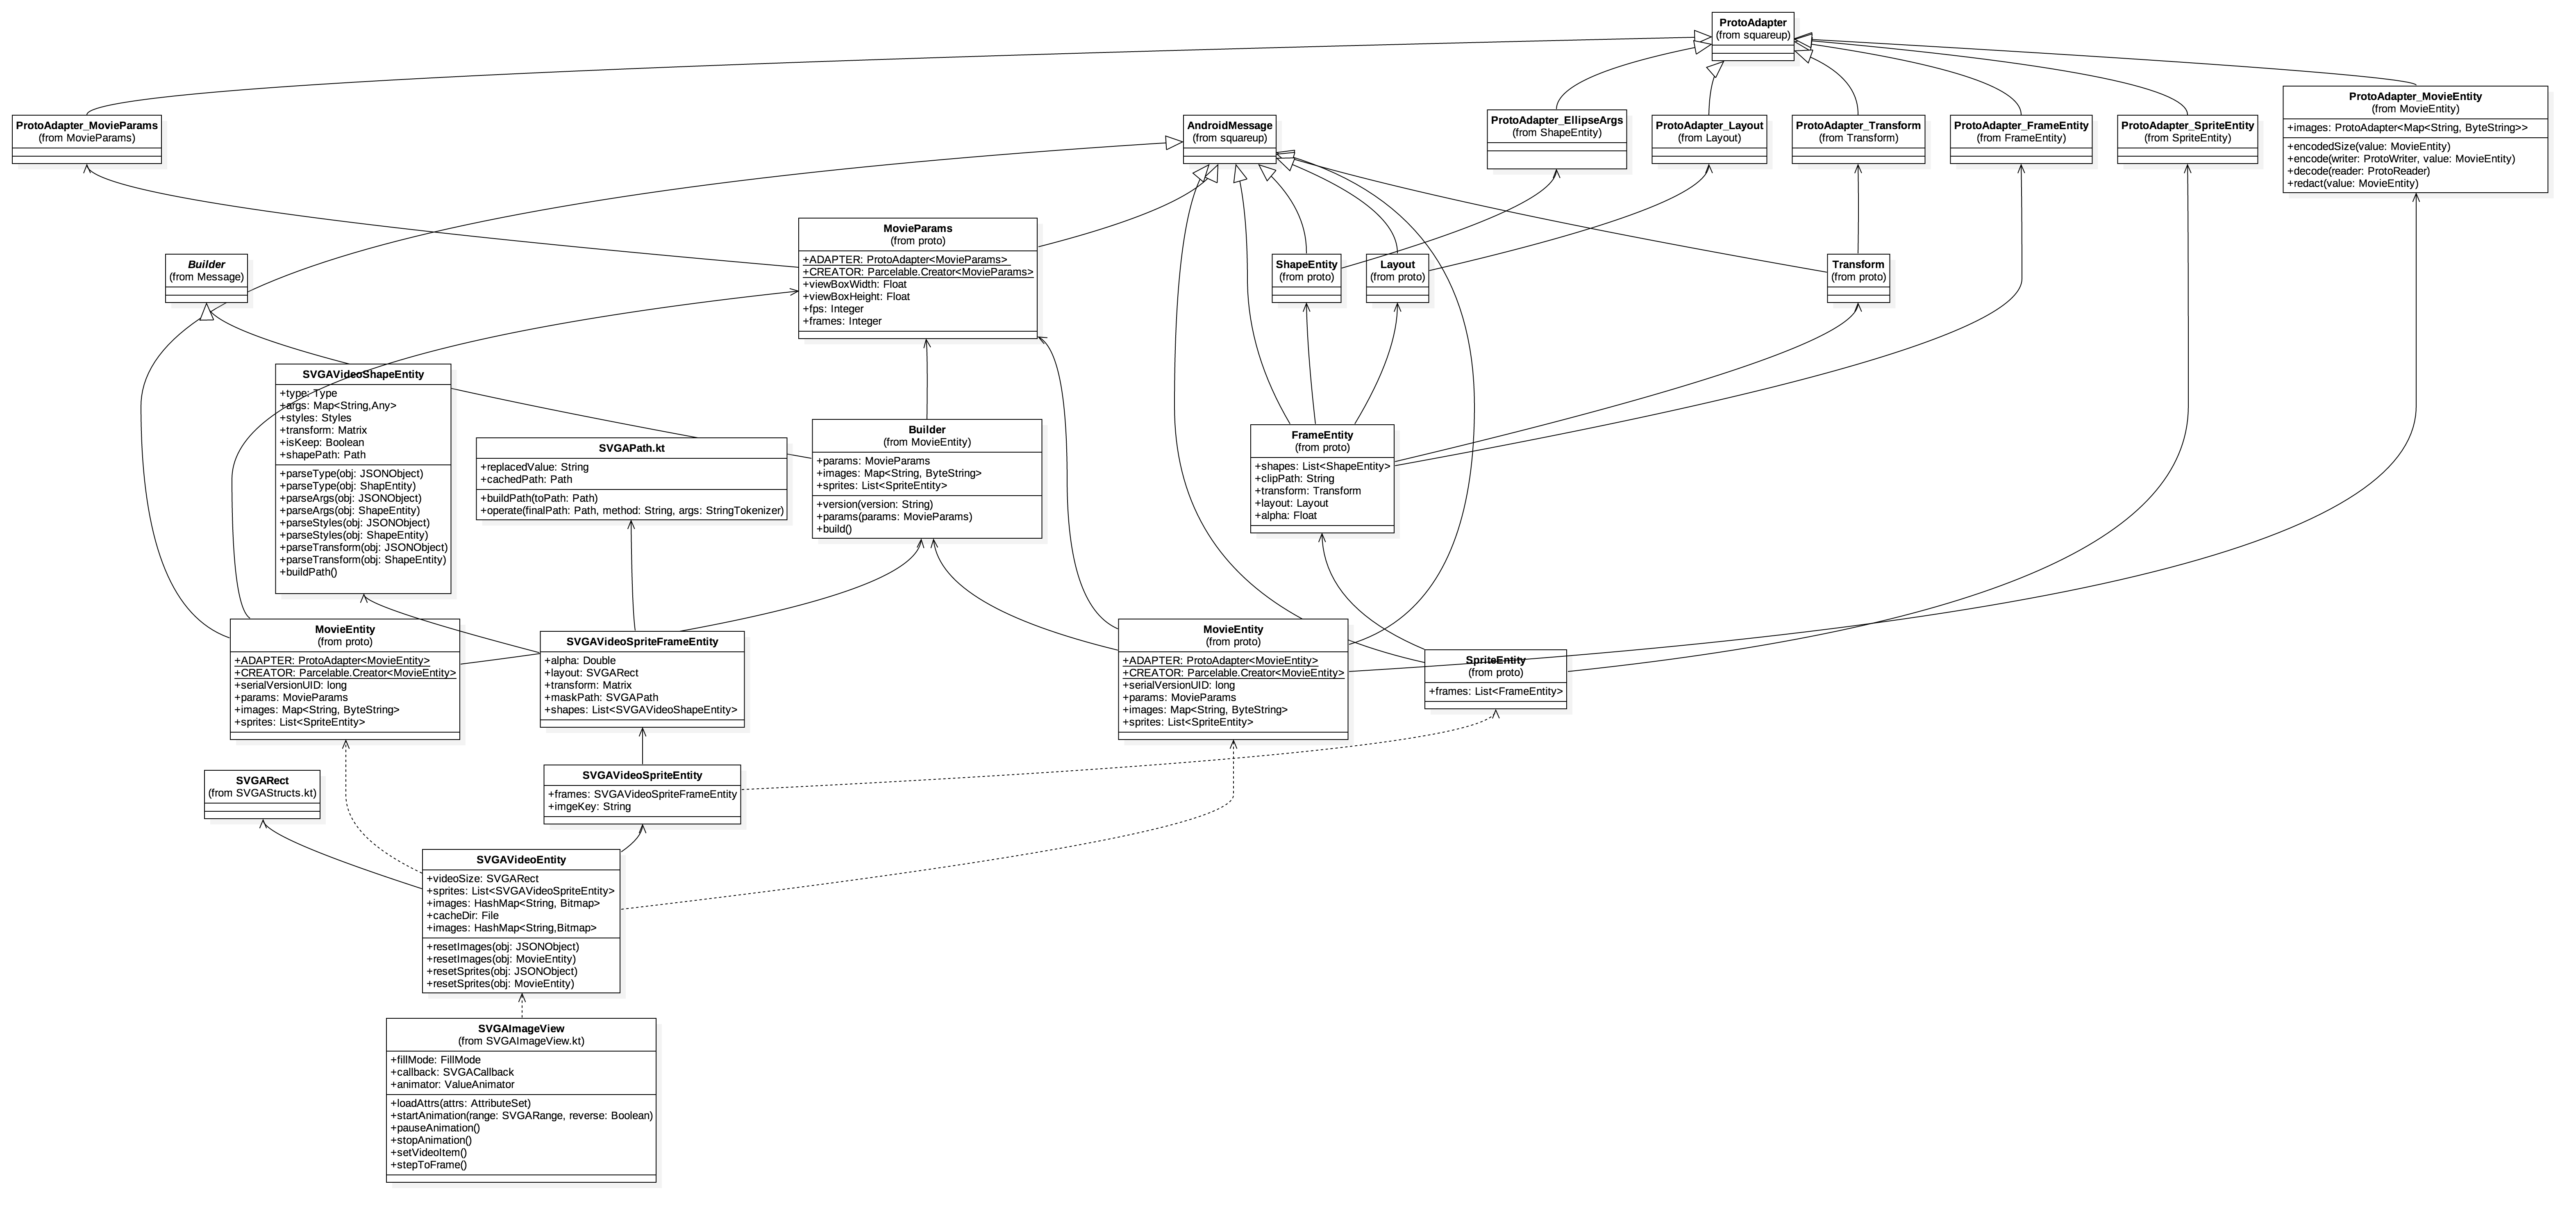 ProtoAdapter
(from squareup)
ProtoAdapter_MovieParams
(from MovieParams)
AndroidMessage
(from squareup)
ProtoAdapter_EllipseArgs
(from ShapeEntity)
ProtoAdapter_Layout
(from Layout)
ProtoAdapter_Transform
(from Transform)
ProtoAdapter_FrameEntity
(from FrameEntity)
ProtoAdapter_SpriteEntity
(from SpriteEntity)
ProtoAdapter_MovieEntity
(from MovieEntity)
+images: ProtoAdapter<Map<String, ByteString>>
+encodedSize(value: MovieEntity)
+encode(writer: ProtoWriter, value: MovieEntity)
+decode(reader: ProtoReader)
+redact(value: MovieEntity)
Builder
(from Message)
MovieParams
(from proto)
+ADAPTER: ProtoAdapter<MovieParams>
+CREATOR: Parcelable.Creator<MovieParams>
+viewBoxWidth: Float
+viewBoxHeight: Float
+fps: Integer
+frames: Integer
ShapeEntity
(from proto)
Layout
(from proto)
Transform
(from proto)
SVGAVideoShapeEntity
+type: Type
+args: Map<String,Any>
+styles: Styles
+transform: Matrix
+isKeep: Boolean
+shapePath: Path
+parseType(obj: JSONObject)
+parseType(obj: ShapEntity)
+parseArgs(obj: JSONObject)
+parseArgs(obj: ShapeEntity)
+parseStyles(obj: JSONObject)
+parseStyles(obj: ShapeEntity)
+parseTransform(obj: JSONObject)
+parseTransform(obj: ShapeEntity)
+buildPath()
SVGAPath.kt
+replacedValue: String
+cachedPath: Path
+buildPath(toPath: Path)
+operate(finalPath: Path, method: String, args: StringTokenizer)
Builder
(from MovieEntity)
+params: MovieParams
+images: Map<String, ByteString>
+sprites: List<SpriteEntity>
+version(version: String)
+params(params: MovieParams)
+build()
FrameEntity
(from proto)
+shapes: List<ShapeEntity>
+clipPath: String
+transform: Transform
+layout: Layout
+alpha: Float
MovieEntity
(from proto)
+ADAPTER: ProtoAdapter<MovieEntity>
+CREATOR: Parcelable.Creator<MovieEntity>
+serialVersionUID: long
+params: MovieParams
+images: Map<String, ByteString>
+sprites: List<SpriteEntity>
SVGAVideoSpriteFrameEntity
+alpha: Double
+layout: SVGARect
+transform: Matrix
+maskPath: SVGAPath
+shapes: List<SVGAVideoShapeEntity>
MovieEntity
(from proto)
+ADAPTER: ProtoAdapter<MovieEntity>
+CREATOR: Parcelable.Creator<MovieEntity>
+serialVersionUID: long
+params: MovieParams
+images: Map<String, ByteString>
+sprites: List<SpriteEntity>
SpriteEntity
(from proto)
+frames: List<FrameEntity>
SVGARect
(from SVGAStructs.kt)
SVGAVideoSpriteEntity
+frames: SVGAVideoSpriteFrameEntity
+imgeKey: String
SVGAVideoEntity
+videoSize: SVGARect
+sprites: List<SVGAVideoSpriteEntity>
+images: HashMap<String, Bitmap>
+cacheDir: File
+images: HashMap<String,Bitmap>
+resetImages(obj: JSONObject)
+resetImages(obj: MovieEntity)
+resetSprites(obj: JSONObject)
+resetSprites(obj: MovieEntity)
SVGAImageView
(from SVGAImageView.kt)
+fillMode: FillMode
+callback: SVGACallback
+animator: ValueAnimator
+loadAttrs(attrs: AttributeSet)
+startAnimation(range: SVGARange, reverse: Boolean)
+pauseAnimation()
+stopAnimation()
+setVideoItem()
+stepToFrame()